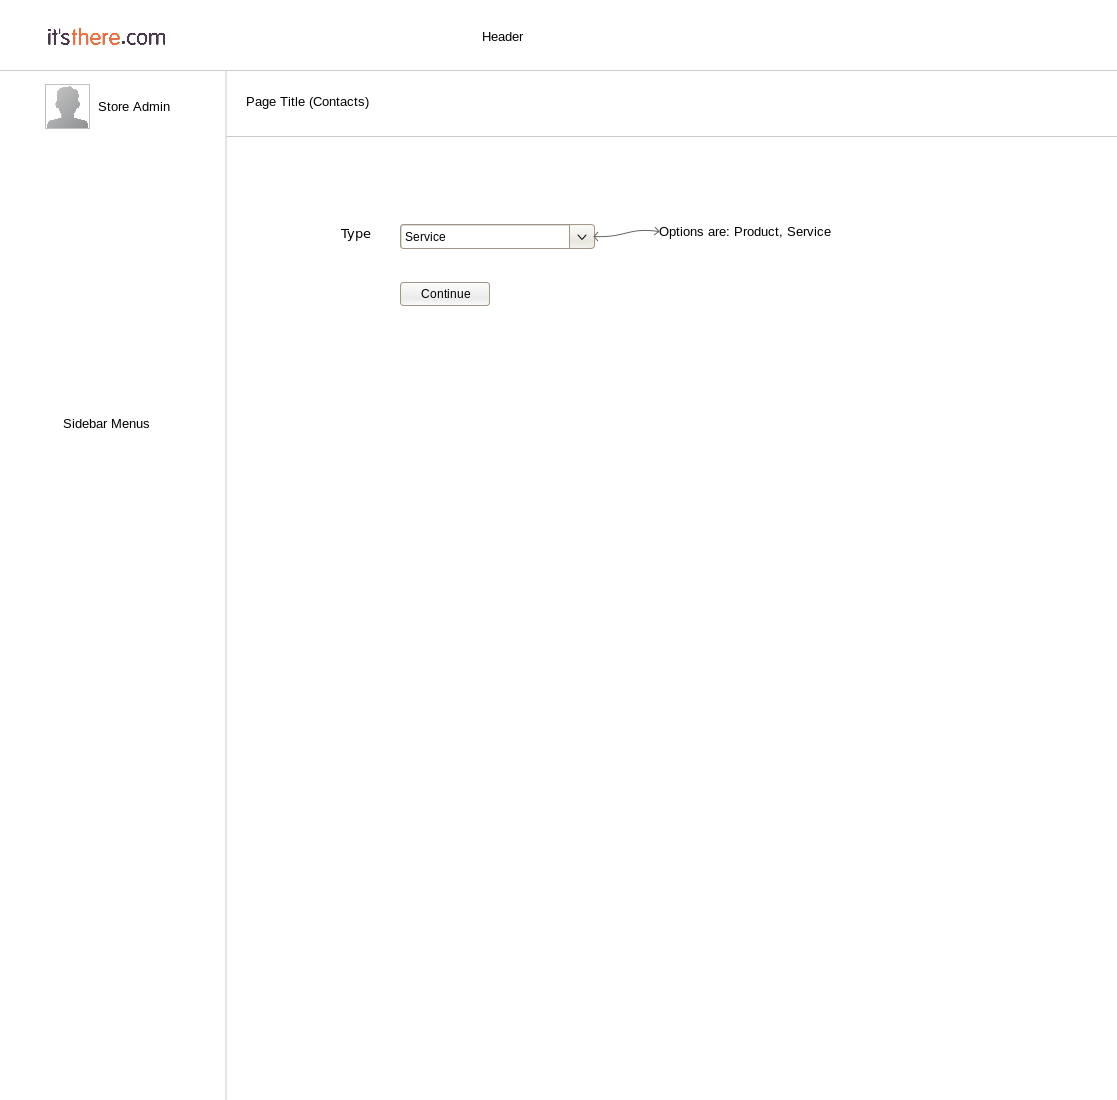 it'sthere.com
Header
Store Admin
Page Title (Contacts)
Type
Service
Options are: Product, Service
Continue
Sidebar Menus